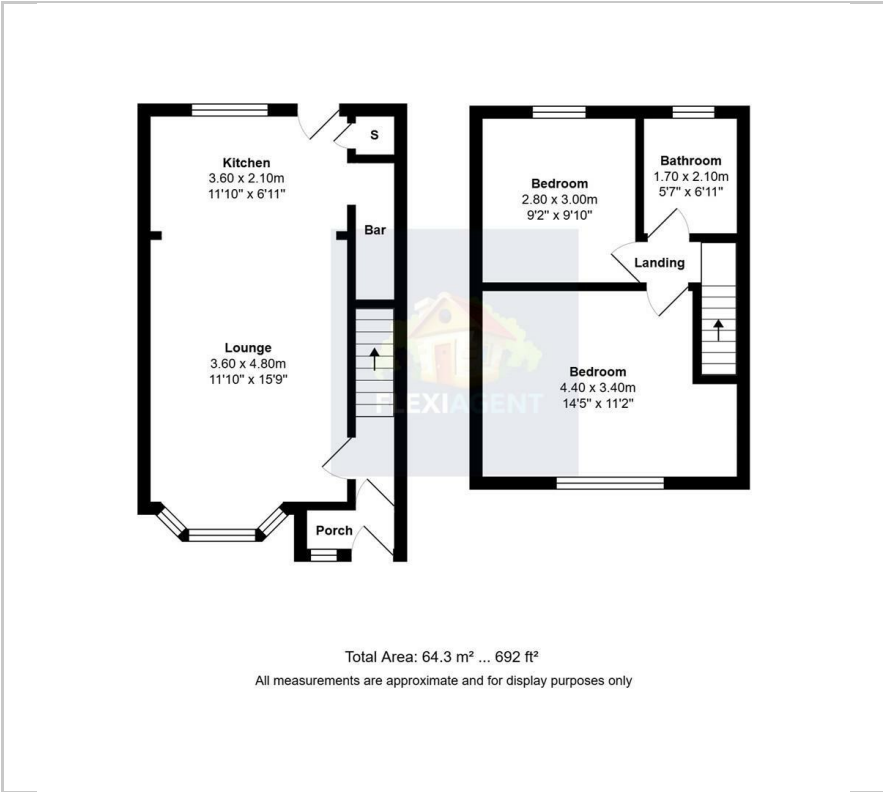 Kitchen
3.60 x 2.10m
11'10" x 6'11"
S
Bar
Lounge
3.60 x 4.80m
11'10" x 15'9"
Porch
Bedroom
2.80 x 3.00m
9'2" x 9'10"
Bathroom
1.70 x 2.10m
5'7" x 6'11"
Landing
Bedroom
4.40 x 3.40m
14'5" x 11'2"
FLEXIAGENT
Total Area: 64.3 m² ... 692 ft²
All measurements are approximate and for display purposes only